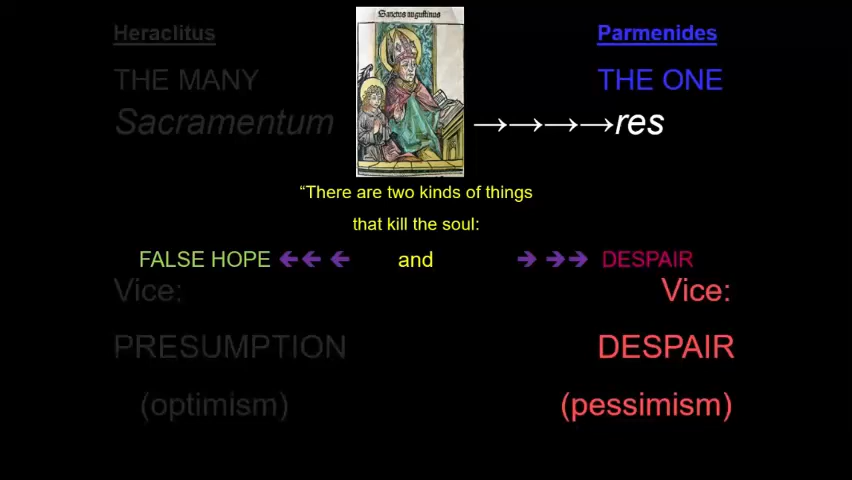 Sanctus augustinus
Heraclitus
Parmenides
THE MANY
THE ONE
Sacramentum
→→→→res
“There are two kinds of things
that kill the soul:
FALSE HOPE 🡸🡸 🡸 and 🡺 🡺🡺 DESPAIR
Vice:
Vice:
PRESUMPTION
DESPAIR
(optimism)
(pessimism)